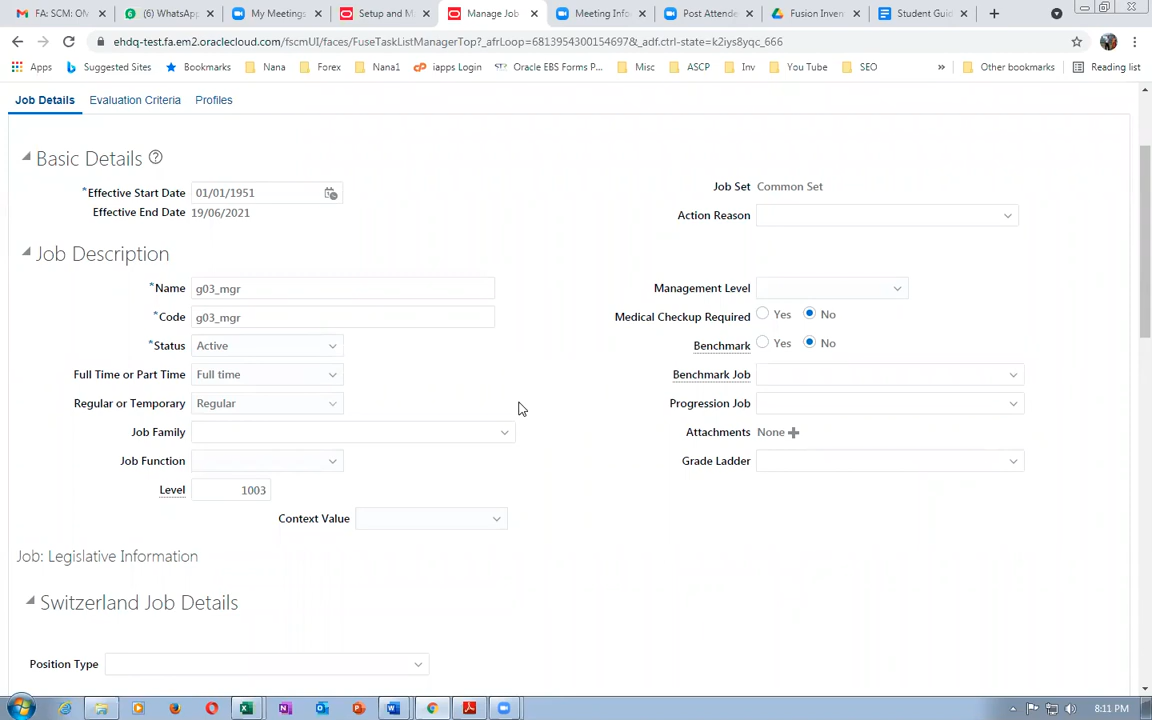 FA: SCM: OM
(6) WhatsApp
My Meetings
Setup and M
Manage Job
Meeting Info
Post Attende
Fusion Inven
Student Guid
ehdq-test.fa.em2.oraclecloud.com/fscmUI/faces/FuseTaskListManagerTop?_afrLoop=6813954300154697&_adf.ctrl-state=k2iys8yqc_666
Apps
Suggested Sites
Bookmarks
Nana
Forex
Nana1
iapps Login
Oracle EBS Forms P...
Misc
ASCP
Inv
You Tube
SEO
»
Other bookmarks
Reading list
Job Details
Evaluation Criteria
Profiles
Basic Details
*Effective Start Date 01/01/1951
Job Set Common Set
Effective End Date 19/06/2021
Action Reason
Job Description
*Name g03_mgr
Management Level
*Code g03_mgr
Medical Checkup Required Yes No
*Status Active
Benchmark Yes No
Full Time or Part Time Full time
Benchmark Job
Regular or Temporary Regular
Progression Job
Job Family
Attachments None
Job Function
Grade Ladder
Level 1003
Context Value
Job: Legislative Information
Switzerland Job Details
Position Type
8:11 PM